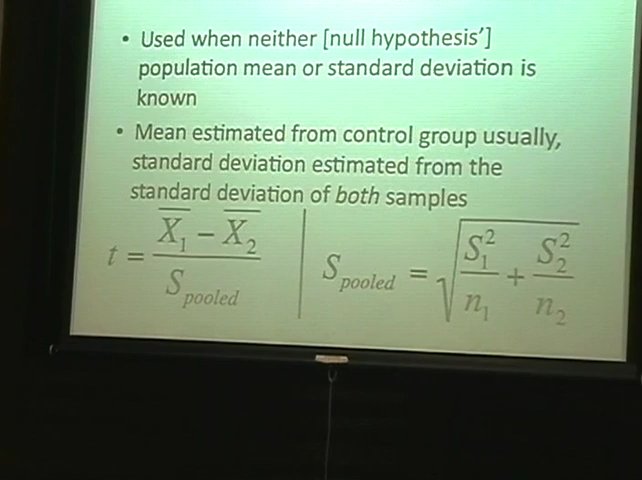 • Used when neither [null hypothesis']
population mean or standard deviation is
known
• Mean estimated from control group usually,
standard deviation estimated from the
standard deviation of both samples
t = (X̅₁ − X̅₂) / S_pooled | S_pooled = √(S₁²/n₁ + S₂²/n₂)